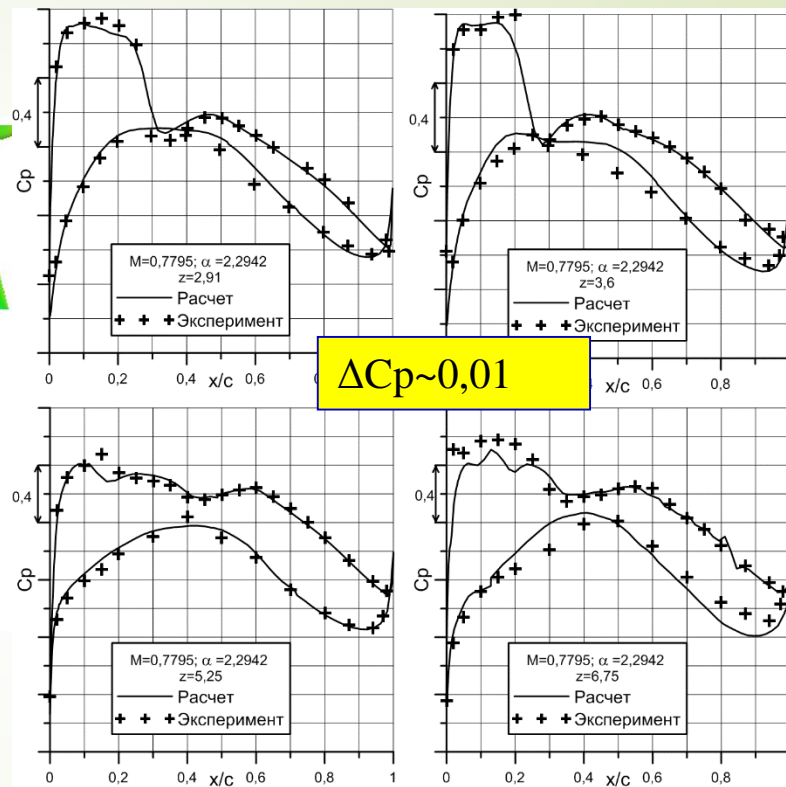 0,4
Cp
M=0,7795; α =2,2942
z=2,91
Расчет
Эксперимент
0 0,2 0,4 0,6 0,
x/c
0,4
Cp
M=0,7795; α =2,2942
z=3,6
Расчет
Эксперимент
0,4 0,6 0,8
x/c
ΔCp~0,01
0,4
Cp
M=0,7795; α =2,2942
z=5,25
Расчет
Эксперимент
0 0,2 0,4 0,6 0,8 1
x/c
0,4
Cp
M=0,7795; α =2,2942
z=6,75
Расчет
Эксперимент
0 0,2 0,4 0,6 0,8
x/c